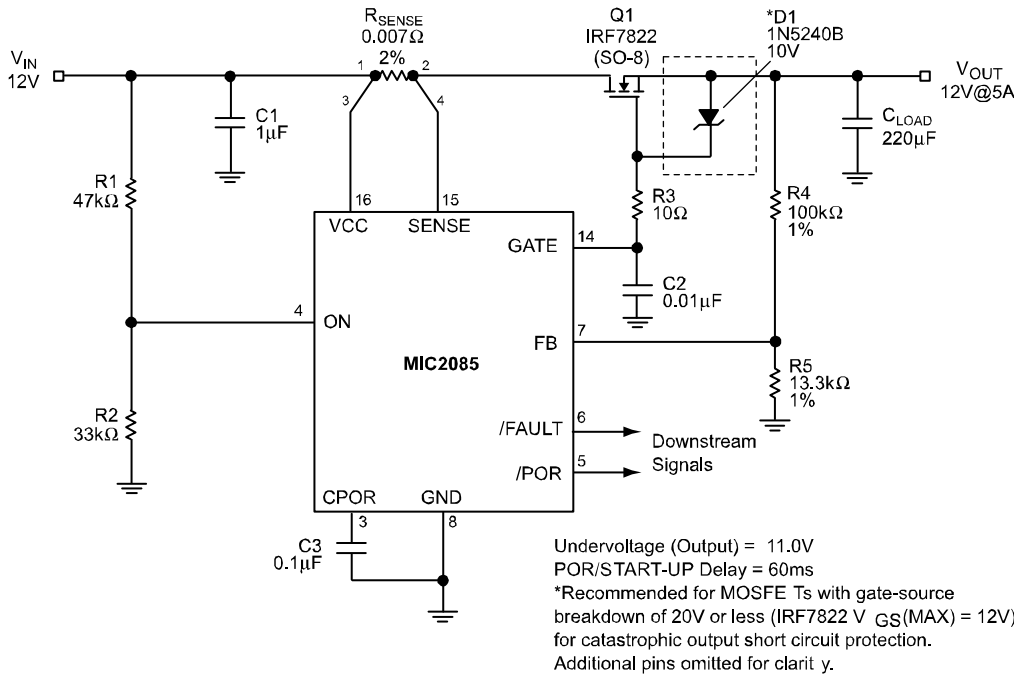 RSENSE
0.007Ω
2%
Q1
IRF7822
(SO-8)
*D1
1N5240B
10V
VIN
12V
1
2
3
4
VOUT
12V@5A
C1
1µF
CLOAD
220µF
R1
47kΩ
R3
10Ω
R4
100kΩ
1%
16
15
VCC
SENSE
GATE
14
C2
0.01µF
4
ON
FB
7
MIC2085
R5
13.3kΩ
1%
R2
33kΩ
/FAULT
6
Downstream
Signals
/POR
5
CPOR
GND
3
8
C3
0.1µF
Undervoltage (Output) = 11.0V
POR/START-UP Delay = 60ms
*Recommended for MOSFE Ts with gate-source
breakdown of 20V or less (IRF7822 V GS(MAX) = 12V)
for catastrophic output short circuit protection.
Additional pins omitted for clarit y.